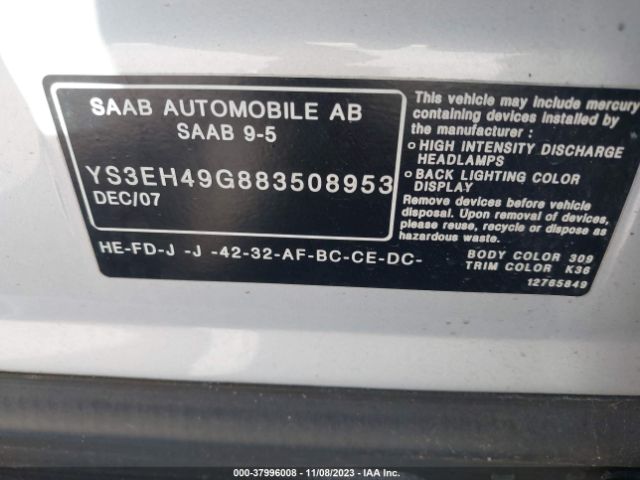 SAAB AUTOMOBILE AB
SAAB 9-5
YS3EH49G883508953
DEC/07
HE-FD-J -J -42-32-AF-BC-CE-DC-
This vehicle may include mercury
containing devices installed by the
manufacturer :
o HIGH INTENSITY DISCHARGE
HEADLAMPS
o BACK LIGHTING COLOR
DISPLAY
Remove devices before vehicle
disposal. Upon removal of devices,
please reuse, recycle or dispose as
hazardous waste.
BODY COLOR 309
TRIM COLOR K36
12765849
000-37996008 - 11/08/2023 - IAA Inc.